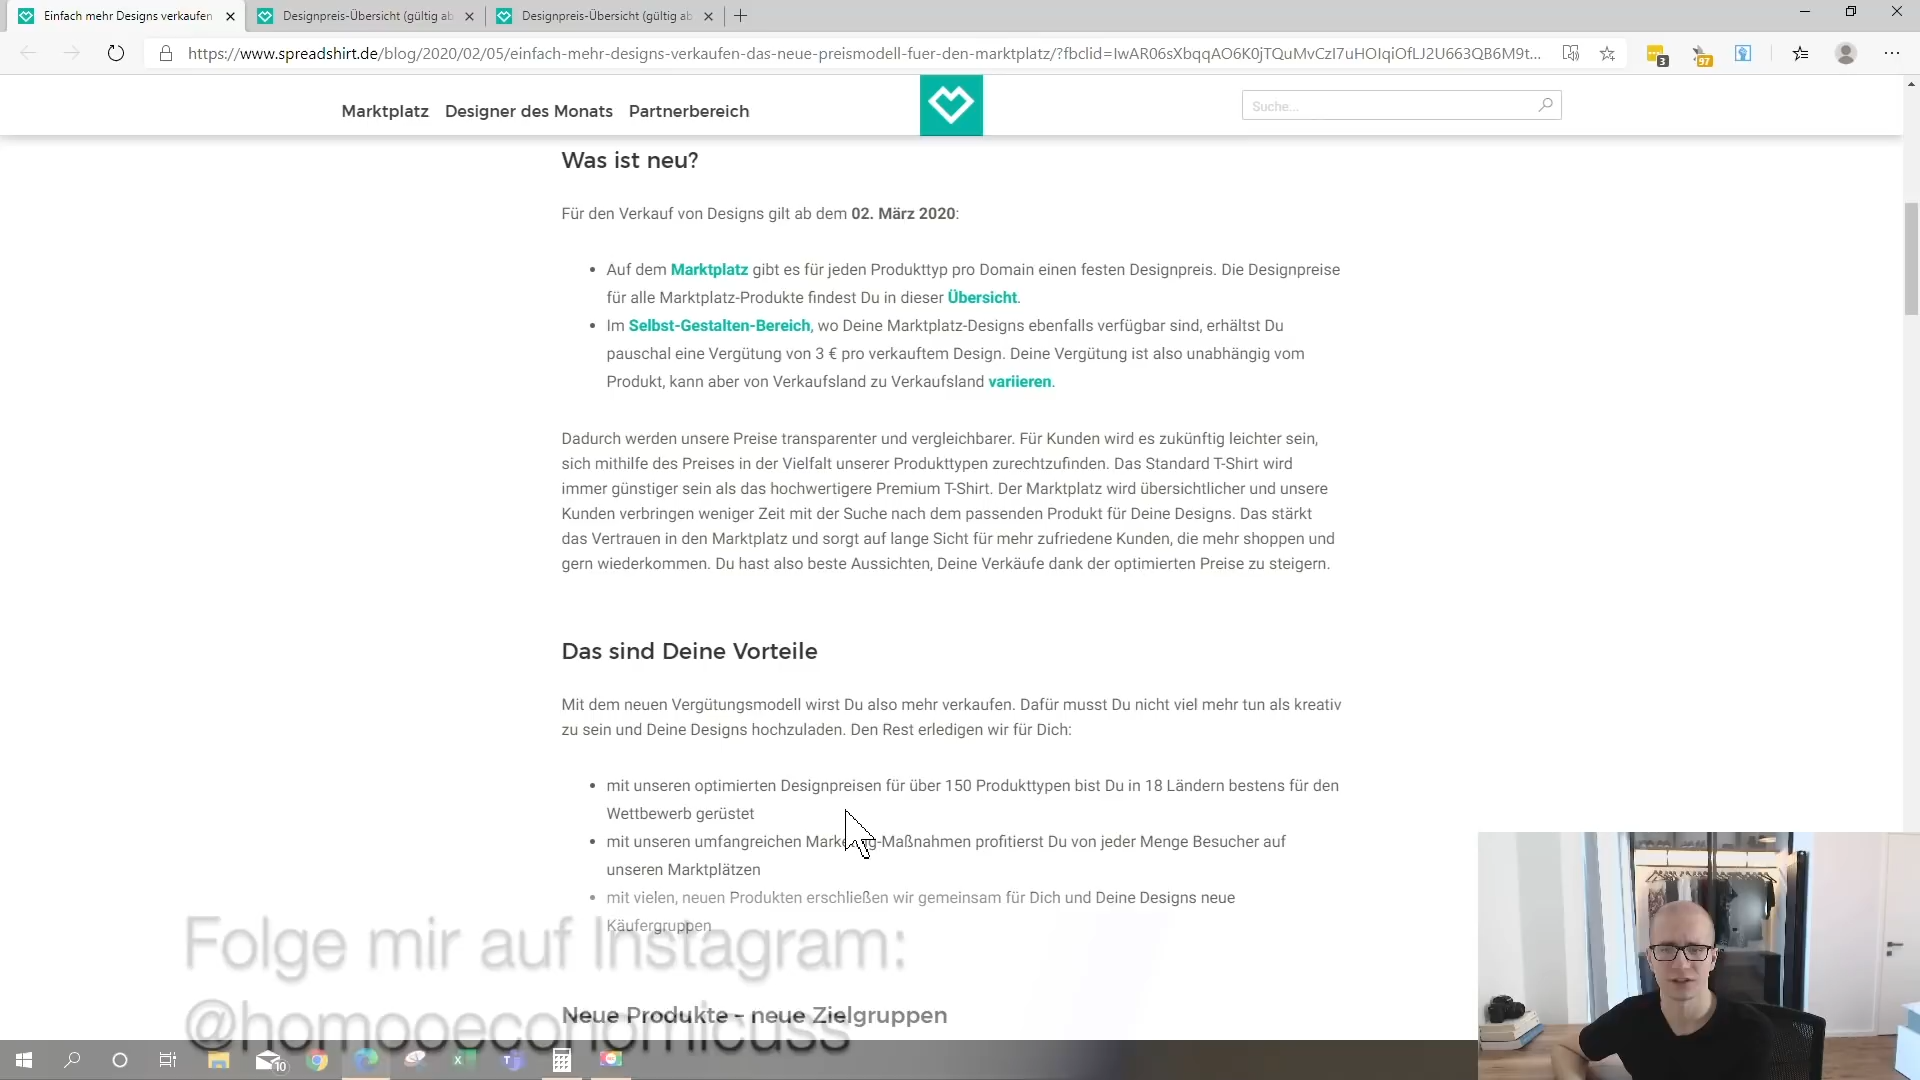 Einfach mehr Designs verkaufen
Designpreis-Übersicht (gültig ab
Designpreis-Übersicht (gültig ab
https://www.spreadshirt.de/blog/2020/02/05/einfach-mehr-designs-verkaufen-das-neue-preismodell-fuer-den-marktplatz/?fbclid=IwAR06sXbqqAO6K0jTQuMvCzI7uHOIqiOfLJ2U663QB6M9t...
3
97
Marktplatz Designer des Monats Partnerbereich
Suche...
Was ist neu?
Für den Verkauf von Designs gilt ab dem 02. März 2020:
• Auf dem Marktplatz gibt es für jeden Produkttyp pro Domain einen festen Designpreis. Die Designpreise
für alle Marktplatz-Produkte findest Du in dieser Übersicht.
• Im Selbst-Gestalten-Bereich, wo Deine Marktplatz-Designs ebenfalls verfügbar sind, erhältst Du
pauschal eine Vergütung von 3 € pro verkauftem Design. Deine Vergütung ist also unabhängig vom
Produkt, kann aber von Verkaufsland zu Verkaufsland variieren.
Dadurch werden unsere Preise transparenter und vergleichbarer. Für Kunden wird es zukünftig leichter sein,
sich mithilfe des Preises in der Vielfalt unserer Produkttypen zurechtzufinden. Das Standard T-Shirt wird
immer günstiger sein als das hochwertigere Premium T-Shirt. Der Marktplatz wird übersichtlicher und unsere
Kunden verbringen weniger Zeit mit der Suche nach dem passenden Produkt für Deine Designs. Das stärkt
das Vertrauen in den Marktplatz und sorgt auf lange Sicht für mehr zufriedene Kunden, die mehr shoppen und
gern wiederkommen. Du hast also beste Aussichten, Deine Verkäufe dank der optimierten Preise zu steigern.
Das sind Deine Vorteile
Mit dem neuen Vergütungsmodell wirst Du also mehr verkaufen. Dafür musst Du nicht viel mehr tun als kreativ
zu sein und Deine Designs hochzuladen. Den Rest erledigen wir für Dich:
• mit unseren optimierten Designpreisen für über 150 Produkttypen bist Du in 18 Ländern bestens für den
Wettbewerb gerüstet
• mit unseren umfangreichen Marketing-Maßnahmen profitierst Du von jeder Menge Besucher auf
unseren Marktplätzen
• mit vielen, neuen Produkten erschließen wir gemeinsam für Dich und Deine Designs neue
Käufergruppen
Folge mir auf Instagram:
@homooeconomicuss
Neue Produkte – neue Zielgruppen
10